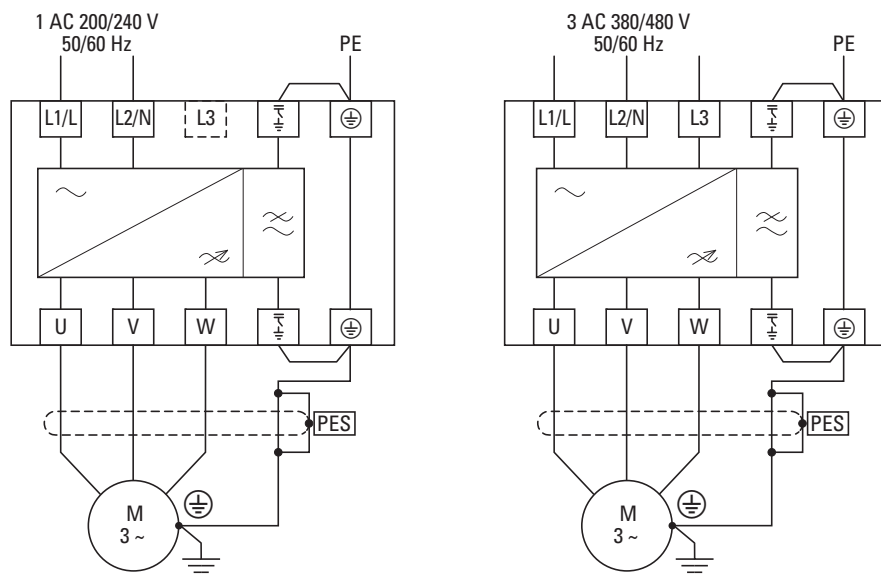 1 AC 200/240 V
50/60 Hz
PE
L1/L
L2/N
L3
U
V
W
PES
M
3 ~
3 AC 380/480 V
50/60 Hz
PE
L1/L
L2/N
L3
U
V
W
PES
M
3 ~